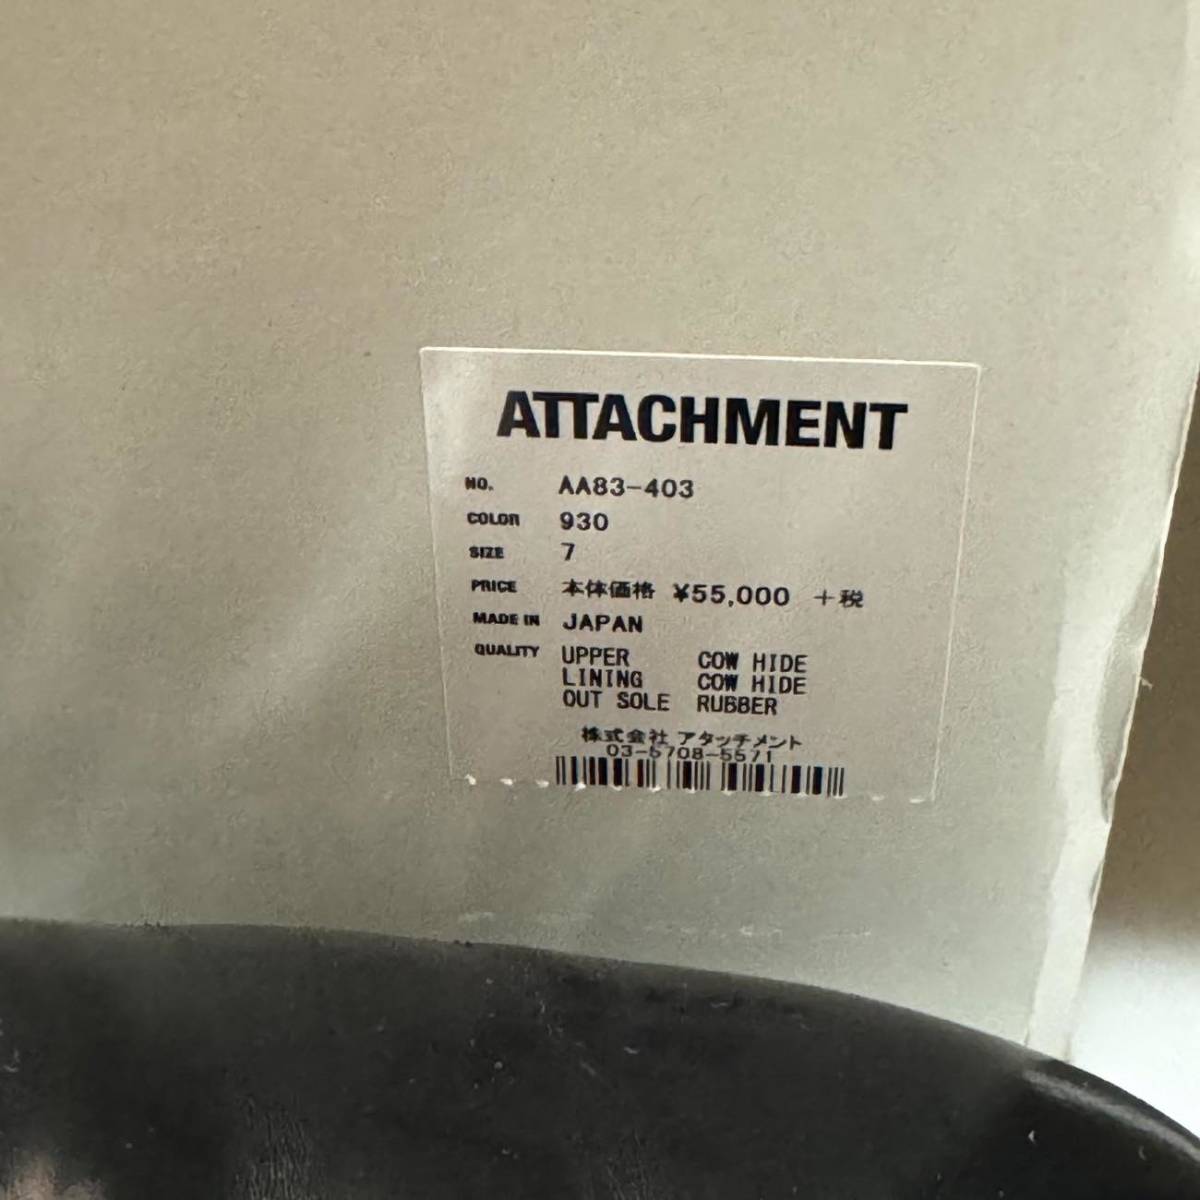 ATTACHMENT
NO. AA83-403
COLOR 930
SIZE 7
PRICE 本体価格 ¥55,000 +税
MADE IN JAPAN
QUALITY UPPER COW HIDE
LINING COW HIDE
OUT SOLE RUBBER
株式会社 アタッチメント
03-5708-5571